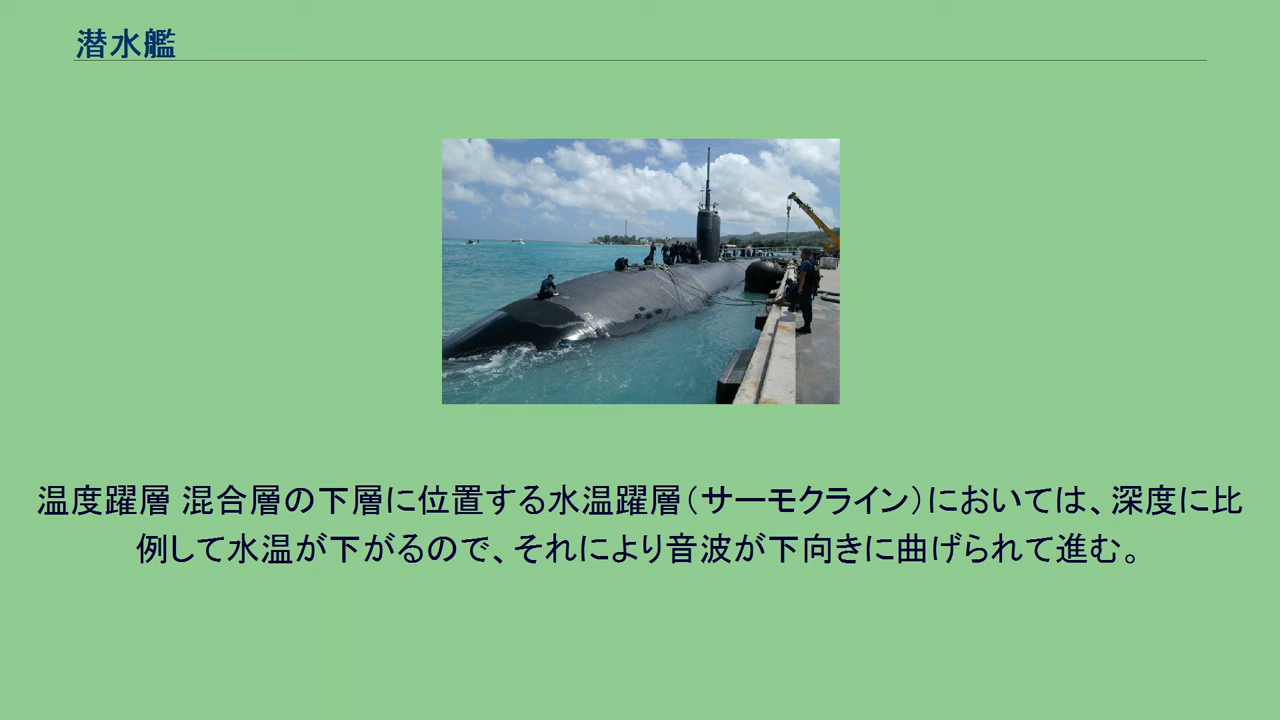 潜水艦
温度躍層 混合層の下層に位置する水温躍層（サーモクライン）においては、深度に比
例して水温が下がるので、それにより音波が下向きに曲げられて進む。